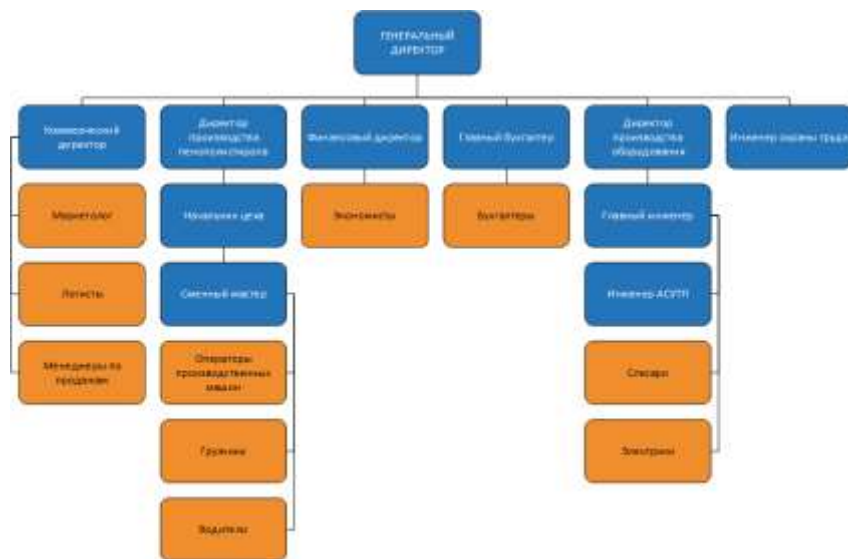 ГЕНЕРАЛЬНЫЙ
ДИРЕКТОР
Коммерческий
директор
Директор
производства
пенополистирола
Финансовый директор
Главный бухгалтер
Директор
производства
оборудования
Инженер охраны труда
Маркетолог
Начальник цеха
Экономисты
Бухгалтеры
Главный инженер
Логисты
Сменный мастер
Инженер-АСУТП
Менеджеры по
продажам
Операторы
производственных
машин
Слесари
Грузчики
Электрики
Водители